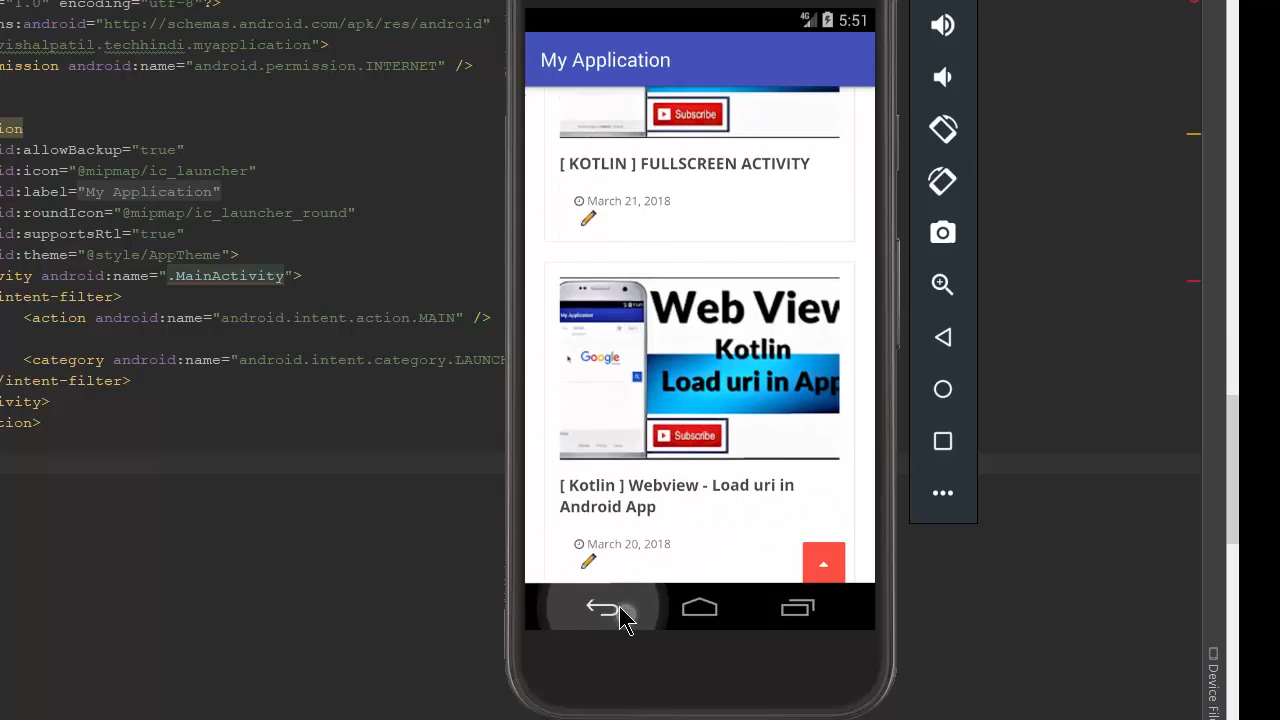 "1.0" encoding="utf-8"?>
ns:android="http://schemas.android.com/apk/res/android"
vishalpatil.techhindi.myapplication">
mission android:name="android.permission.INTERNET" />
ion
id:allowBackup="true"
id:icon="@mipmap/ic_launcher"
id:label="My Application"
id:roundIcon="@mipmap/ic_launcher_round"
id:supportsRtl="true"
id:theme="@style/AppTheme">
vity android:name=".MainActivity">
intent-filter>
<action android:name="android.intent.action.MAIN" />
<category android:name="android.intent.category.LAUNCH
/intent-filter>
tivity>
tion>
4G 5:51
My Application
Subscribe
[ KOTLIN ] FULLSCREEN ACTIVITY
March 21, 2018
My Application
Google
Web View
Kotlin
Load uri in App
Subscribe
[ Kotlin ] Webview - Load uri in
Android App
March 20, 2018
Device File